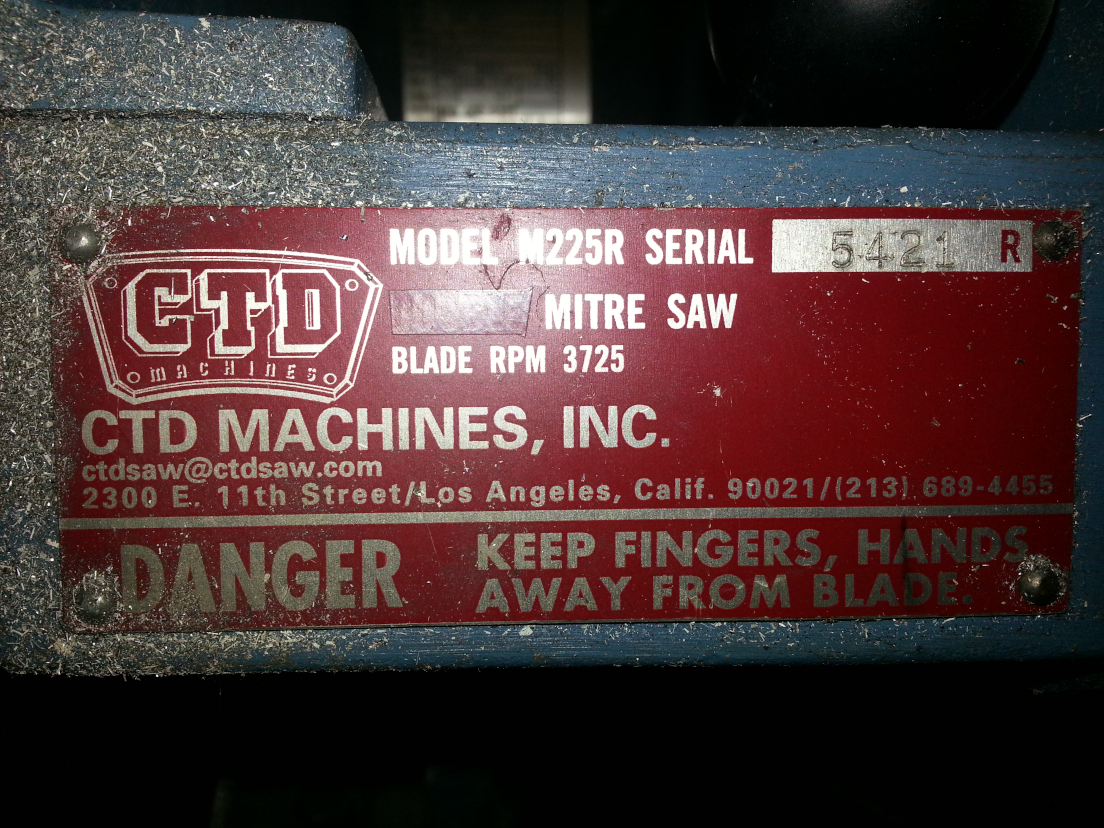 CTD
MACHINES
MODEL M225R SERIAL 5421 R
MITRE SAW
BLADE RPM 3725
CTD MACHINES, INC.
ctdsaw@ctdsaw.com
2300 E. 11th Street/Los Angeles, Calif. 90021/(213) 689-4455
DANGER
KEEP FINGERS, HANDS
AWAY FROM BLADE.